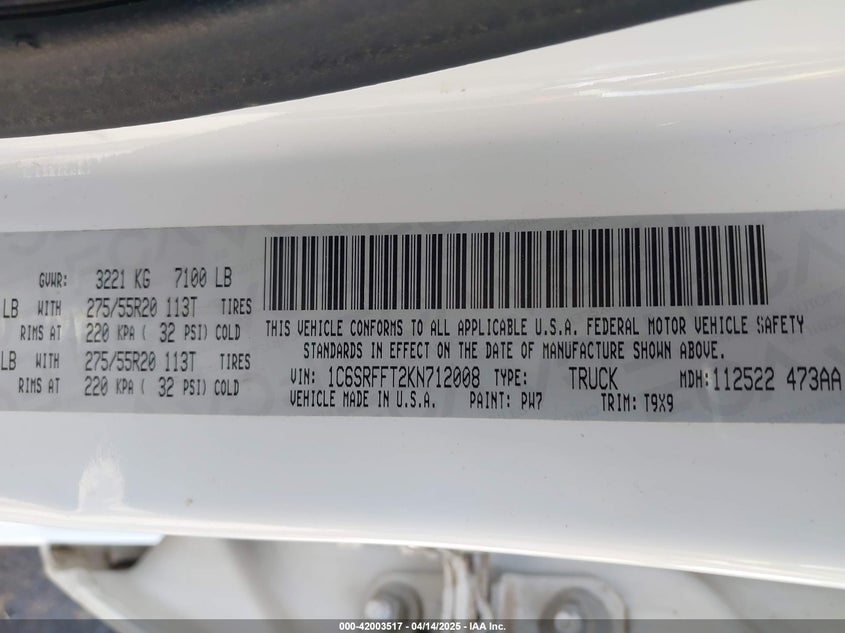 GVWR: 3221 KG 7100 LB
LB WITH 275/55R20 113T TIRES
RIMS AT 220 KPA ( 32 PSI) COLD
LB WITH 275/55R20 113T TIRES
RIMS AT 220 KPA ( 32 PSI) COLD
THIS VEHICLE CONFORMS TO ALL APPLICABLE U.S.A. FEDERAL MOTOR VEHICLE SAFETY
STANDARDS IN EFFECT ON THE DATE OF MANUFACTURE SHOWN ABOVE.
VIN: 1C6SRFFT2KN712008 TYPE: TRUCK MDH: 112522 473AA
VEHICLE MADE IN U.S.A. PAINT: PW7 TRIM: T9X9
000-42003517 - 04/14/2025 - IAA Inc.